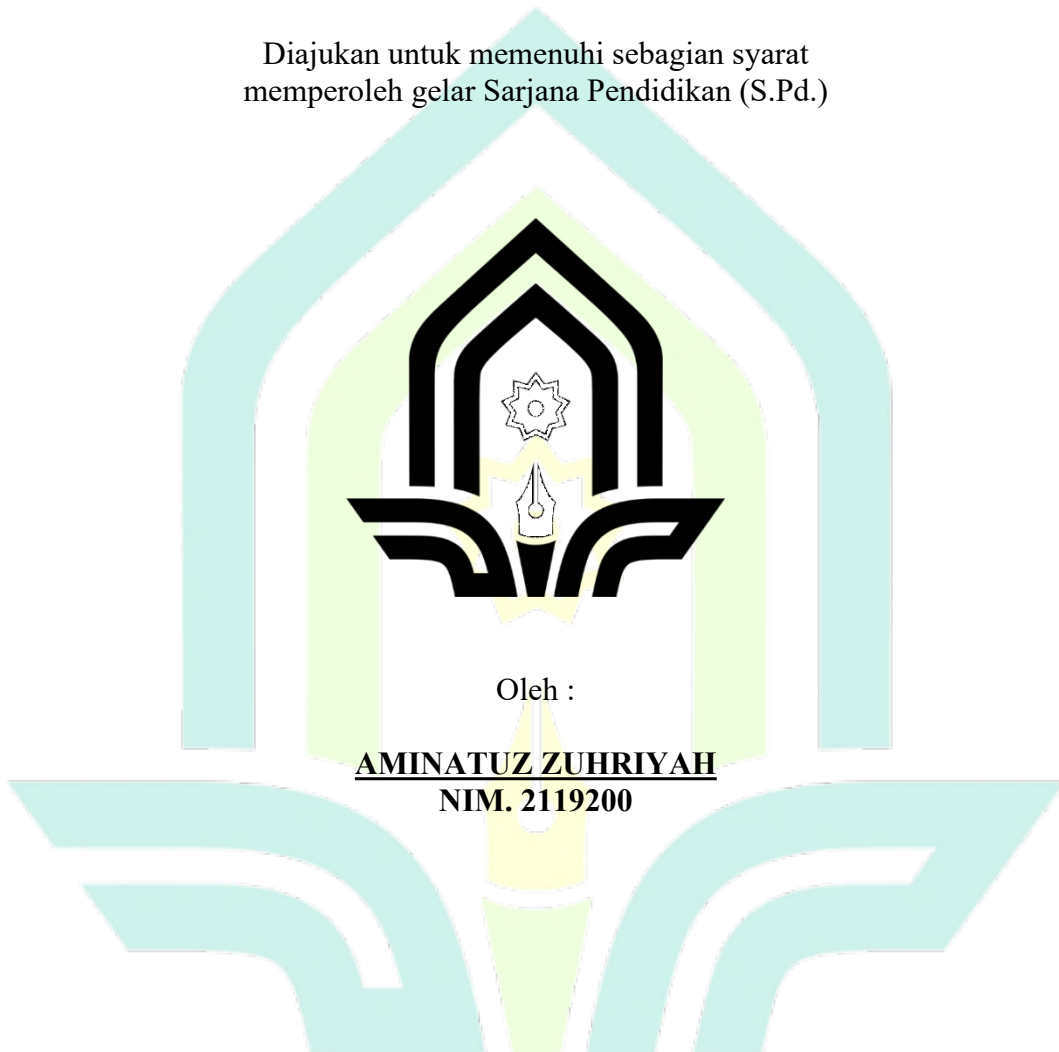 Diajukan untuk memenuhi sebagian syarat
memperoleh gelar Sarjana Pendidikan (S.Pd.)
Oleh :
AMINATUZ ZUHRIYAH
NIM. 2119200